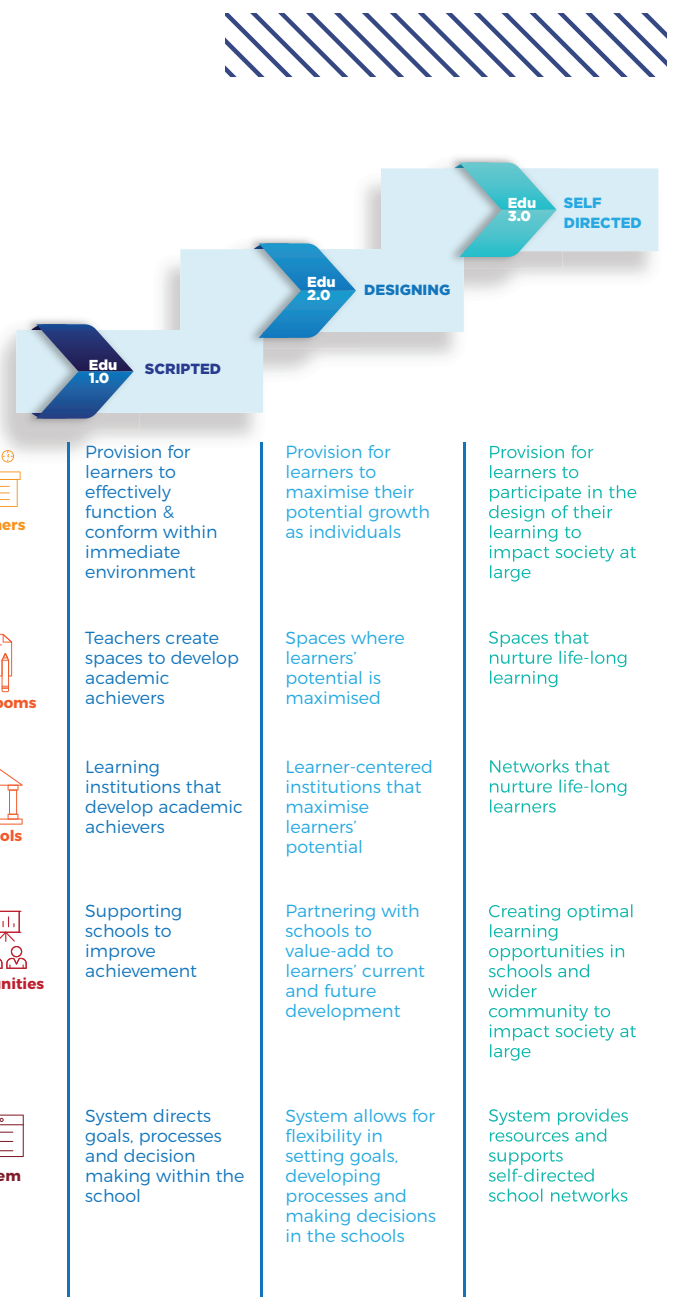 Edu
3.0
SELF
DIRECTED
Edu
2.0
DESIGNING
Edu
1.0
SCRIPTED
Provision for
learners to
effectively
function &
conform within
immediate
environment
Provision for
learners to
maximise their
potential growth
as individuals
Provision for
learners to
participate in the
design of their
learning to
impact society at
large
Teachers create
spaces to develop
academic
achievers
Spaces where
learners'
potential is
maximised
Spaces that
nurture life-long
learning
Learning
institutions that
develop academic
achievers
Learner-centered
institutions that
maximise
learners'
potential
Networks that
nurture life-long
learners
Supporting
schools to
improve
achievement
Partnering with
schools to
value-add to
learners' current
and future
development
Creating optimal
learning
opportunities in
schools and
wider
community to
impact society at
large
System directs
goals, processes
and decision
making within the
school
System allows for
flexibility in
setting goals,
developing
processes and
making decisions
in the schools
System provides
resources and
supports
self-directed
school networks